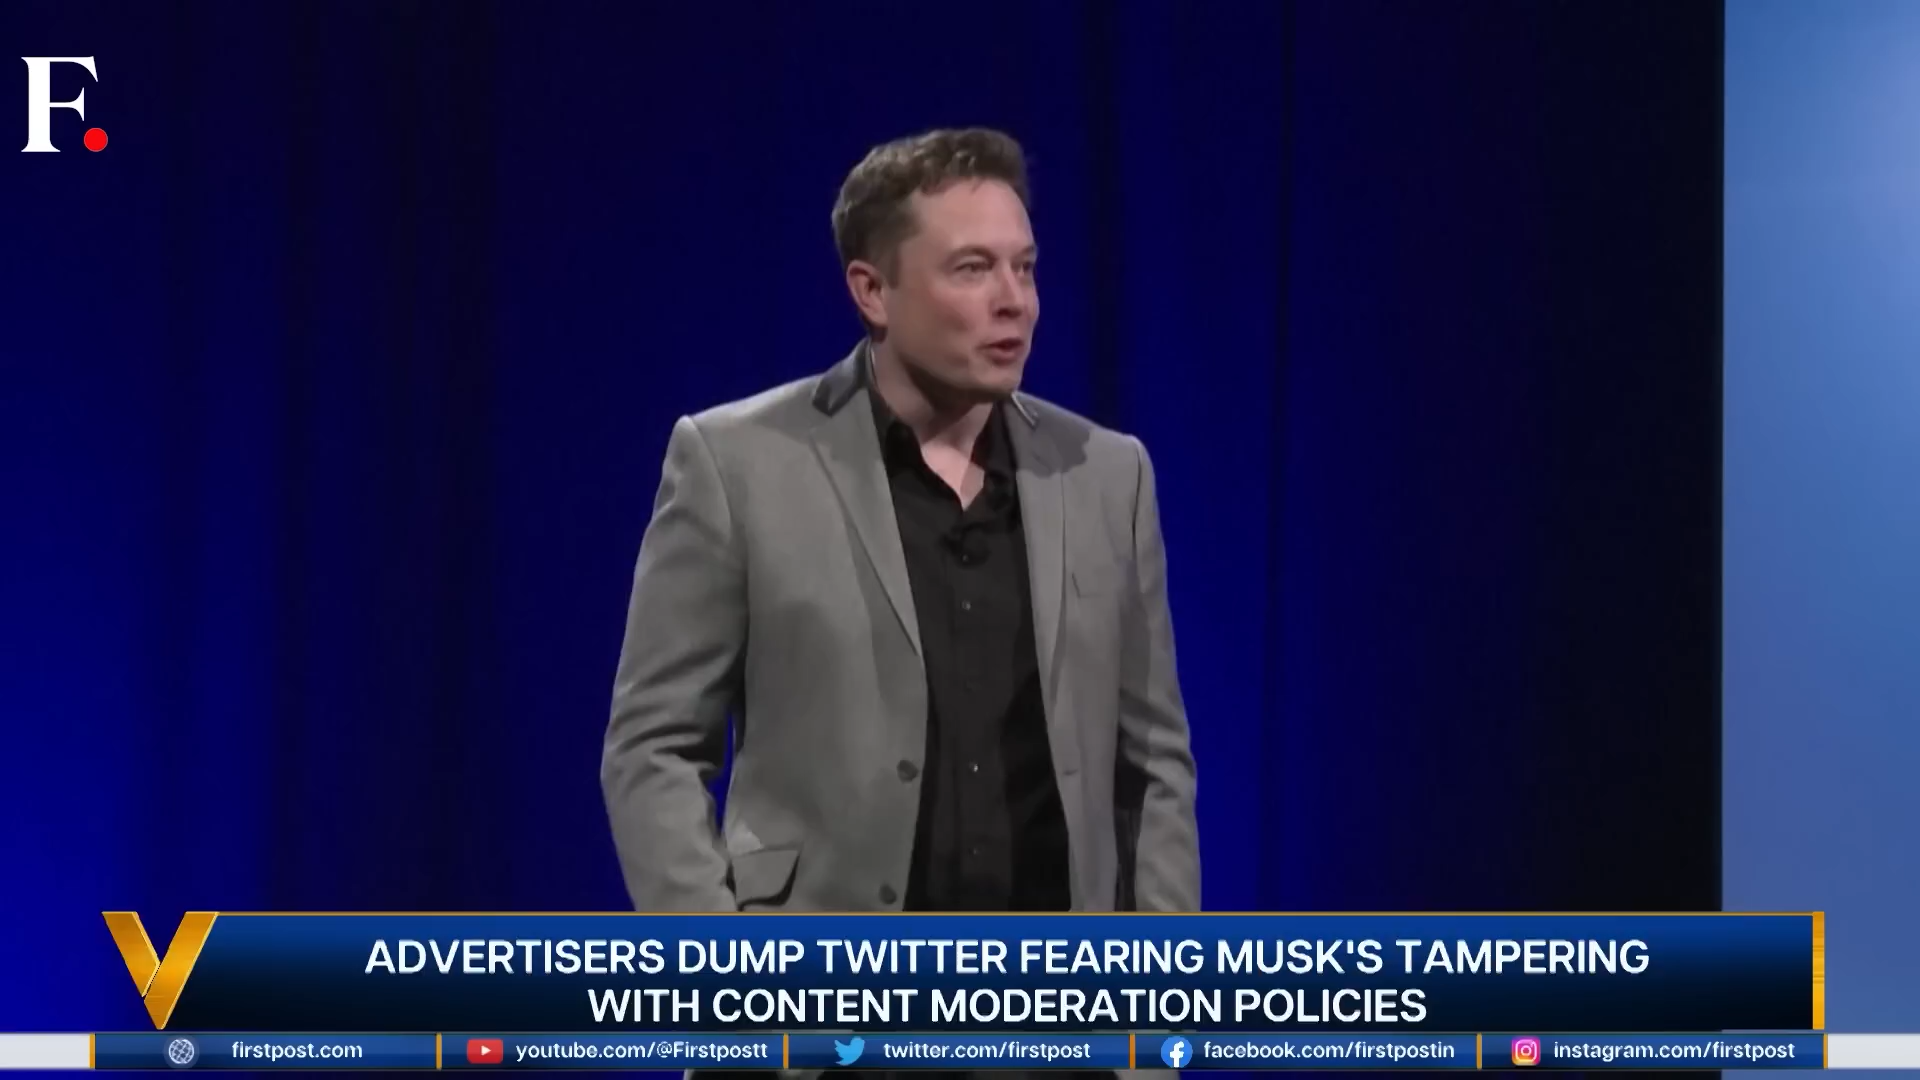 F.
ADVERTISERS DUMP TWITTER FEARING MUSK'S TAMPERING
WITH CONTENT MODERATION POLICIES
firstpost.com
youtube.com/@Firstpostt
twitter.com/firstpost
facebook.com/firstpostin
instagram.com/firstpost